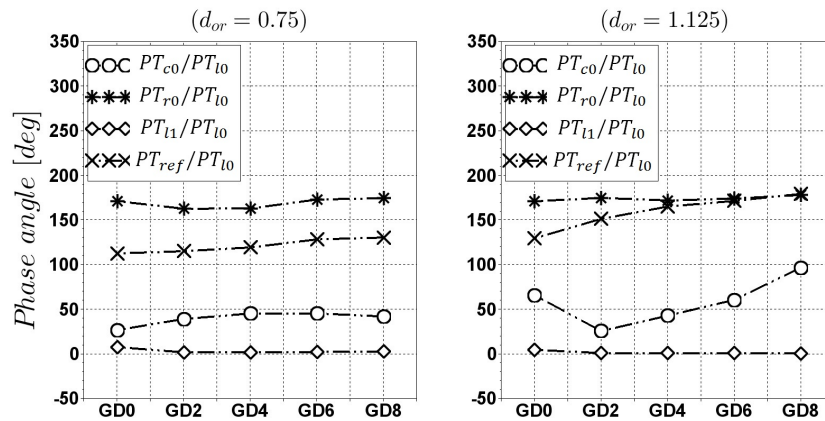 (d_or = 0.75)
350
300
250
200
150
100
50
0
-50
Phase angle [deg]
PT_c0/PT_l0
PT_r0/PT_l0
PT_l1/PT_l0
PT_ref/PT_l0
GD0 GD2 GD4 GD6 GD8
(d_or = 1.125)
350
300
250
200
150
100
50
0
-50
PT_c0/PT_l0
PT_r0/PT_l0
PT_l1/PT_l0
PT_ref/PT_l0
GD0 GD2 GD4 GD6 GD8